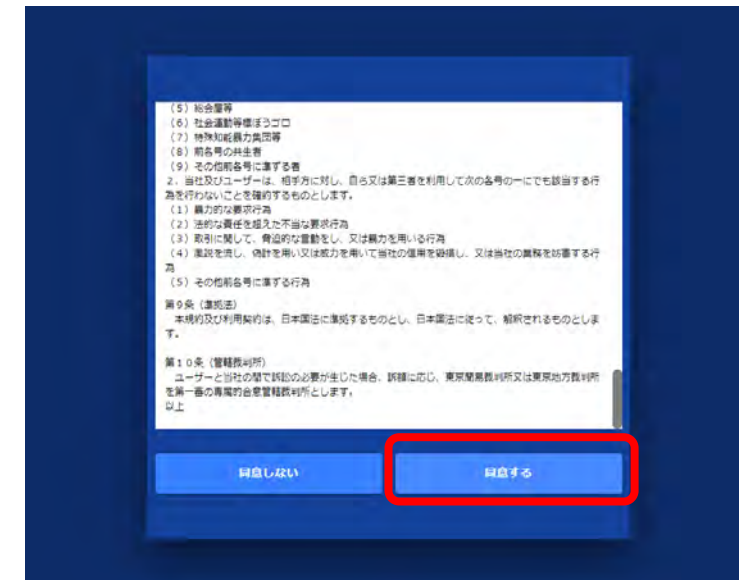 (5)総会屋等
(6)社会運動等標ぼうゴロ
(7)特殊知能暴力集団等
(8)前各号の共生者
(9)その他前各号に準ずる者
2.当社及びユーザーは、相手方に対し、自ら又は第三者を利用して次の各号の一にでも該当する行
為を行わないことを確約するものとします。
(1)暴力的な要求行為
(2)法的な責任を超えた不当な要求行為
(3)取引に関して、脅迫的な言動をし、又は暴力を用いる行為
(4)風説を流し、偽計を用い又は威力を用いて当社の信用を毀損し、又は当社の業務を妨害する行
為
(5)その他前各号に準ずる行為
第9条(準拠法)
本規約及び利用契約は、日本国法に準拠するものとし、日本国法に従って、解釈されるものとしま
す。
第10条(管轄裁判所)
ユーザーと当社の間で訴訟の必要が生じた場合、訴額に応じ、東京簡易裁判所又は東京地方裁判所
を第一審の専属的合意管轄裁判所とします。
以上
同意しない
同意する